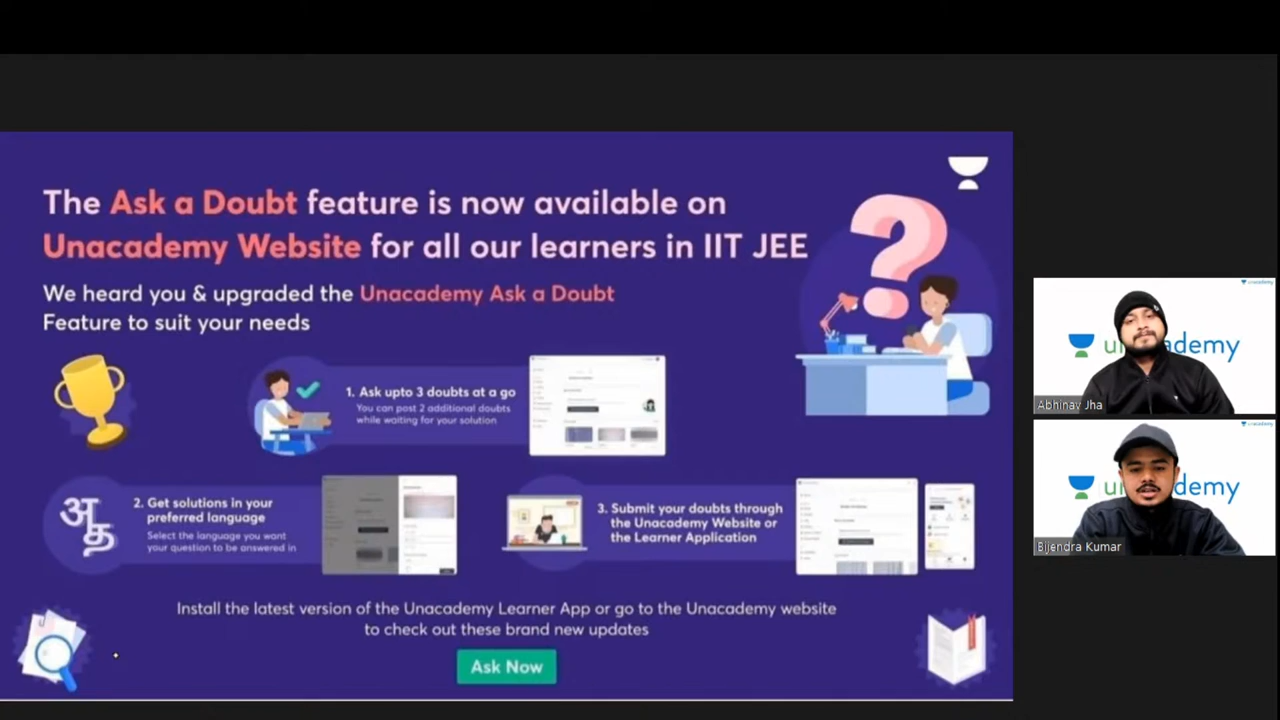 The Ask a Doubt feature is now available on
Unacademy Website for all our learners in IIT JEE
We heard you & upgraded the Unacademy Ask a Doubt
Feature to suit your needs
1. Ask upto 3 doubts at a go
You can post 2 additional doubts
while waiting for your solution
अ
त
2. Get solutions in your
preferred language
Select the language you want
your question to be answered in
3. Submit your doubts through
the Unacademy Website or
the Learner Application
Install the latest version of the Unacademy Learner App or go to the Unacademy website
to check out these brand new updates
Ask Now
unacademy
Abhinav Jha
unacademy
Bijendra Kumar